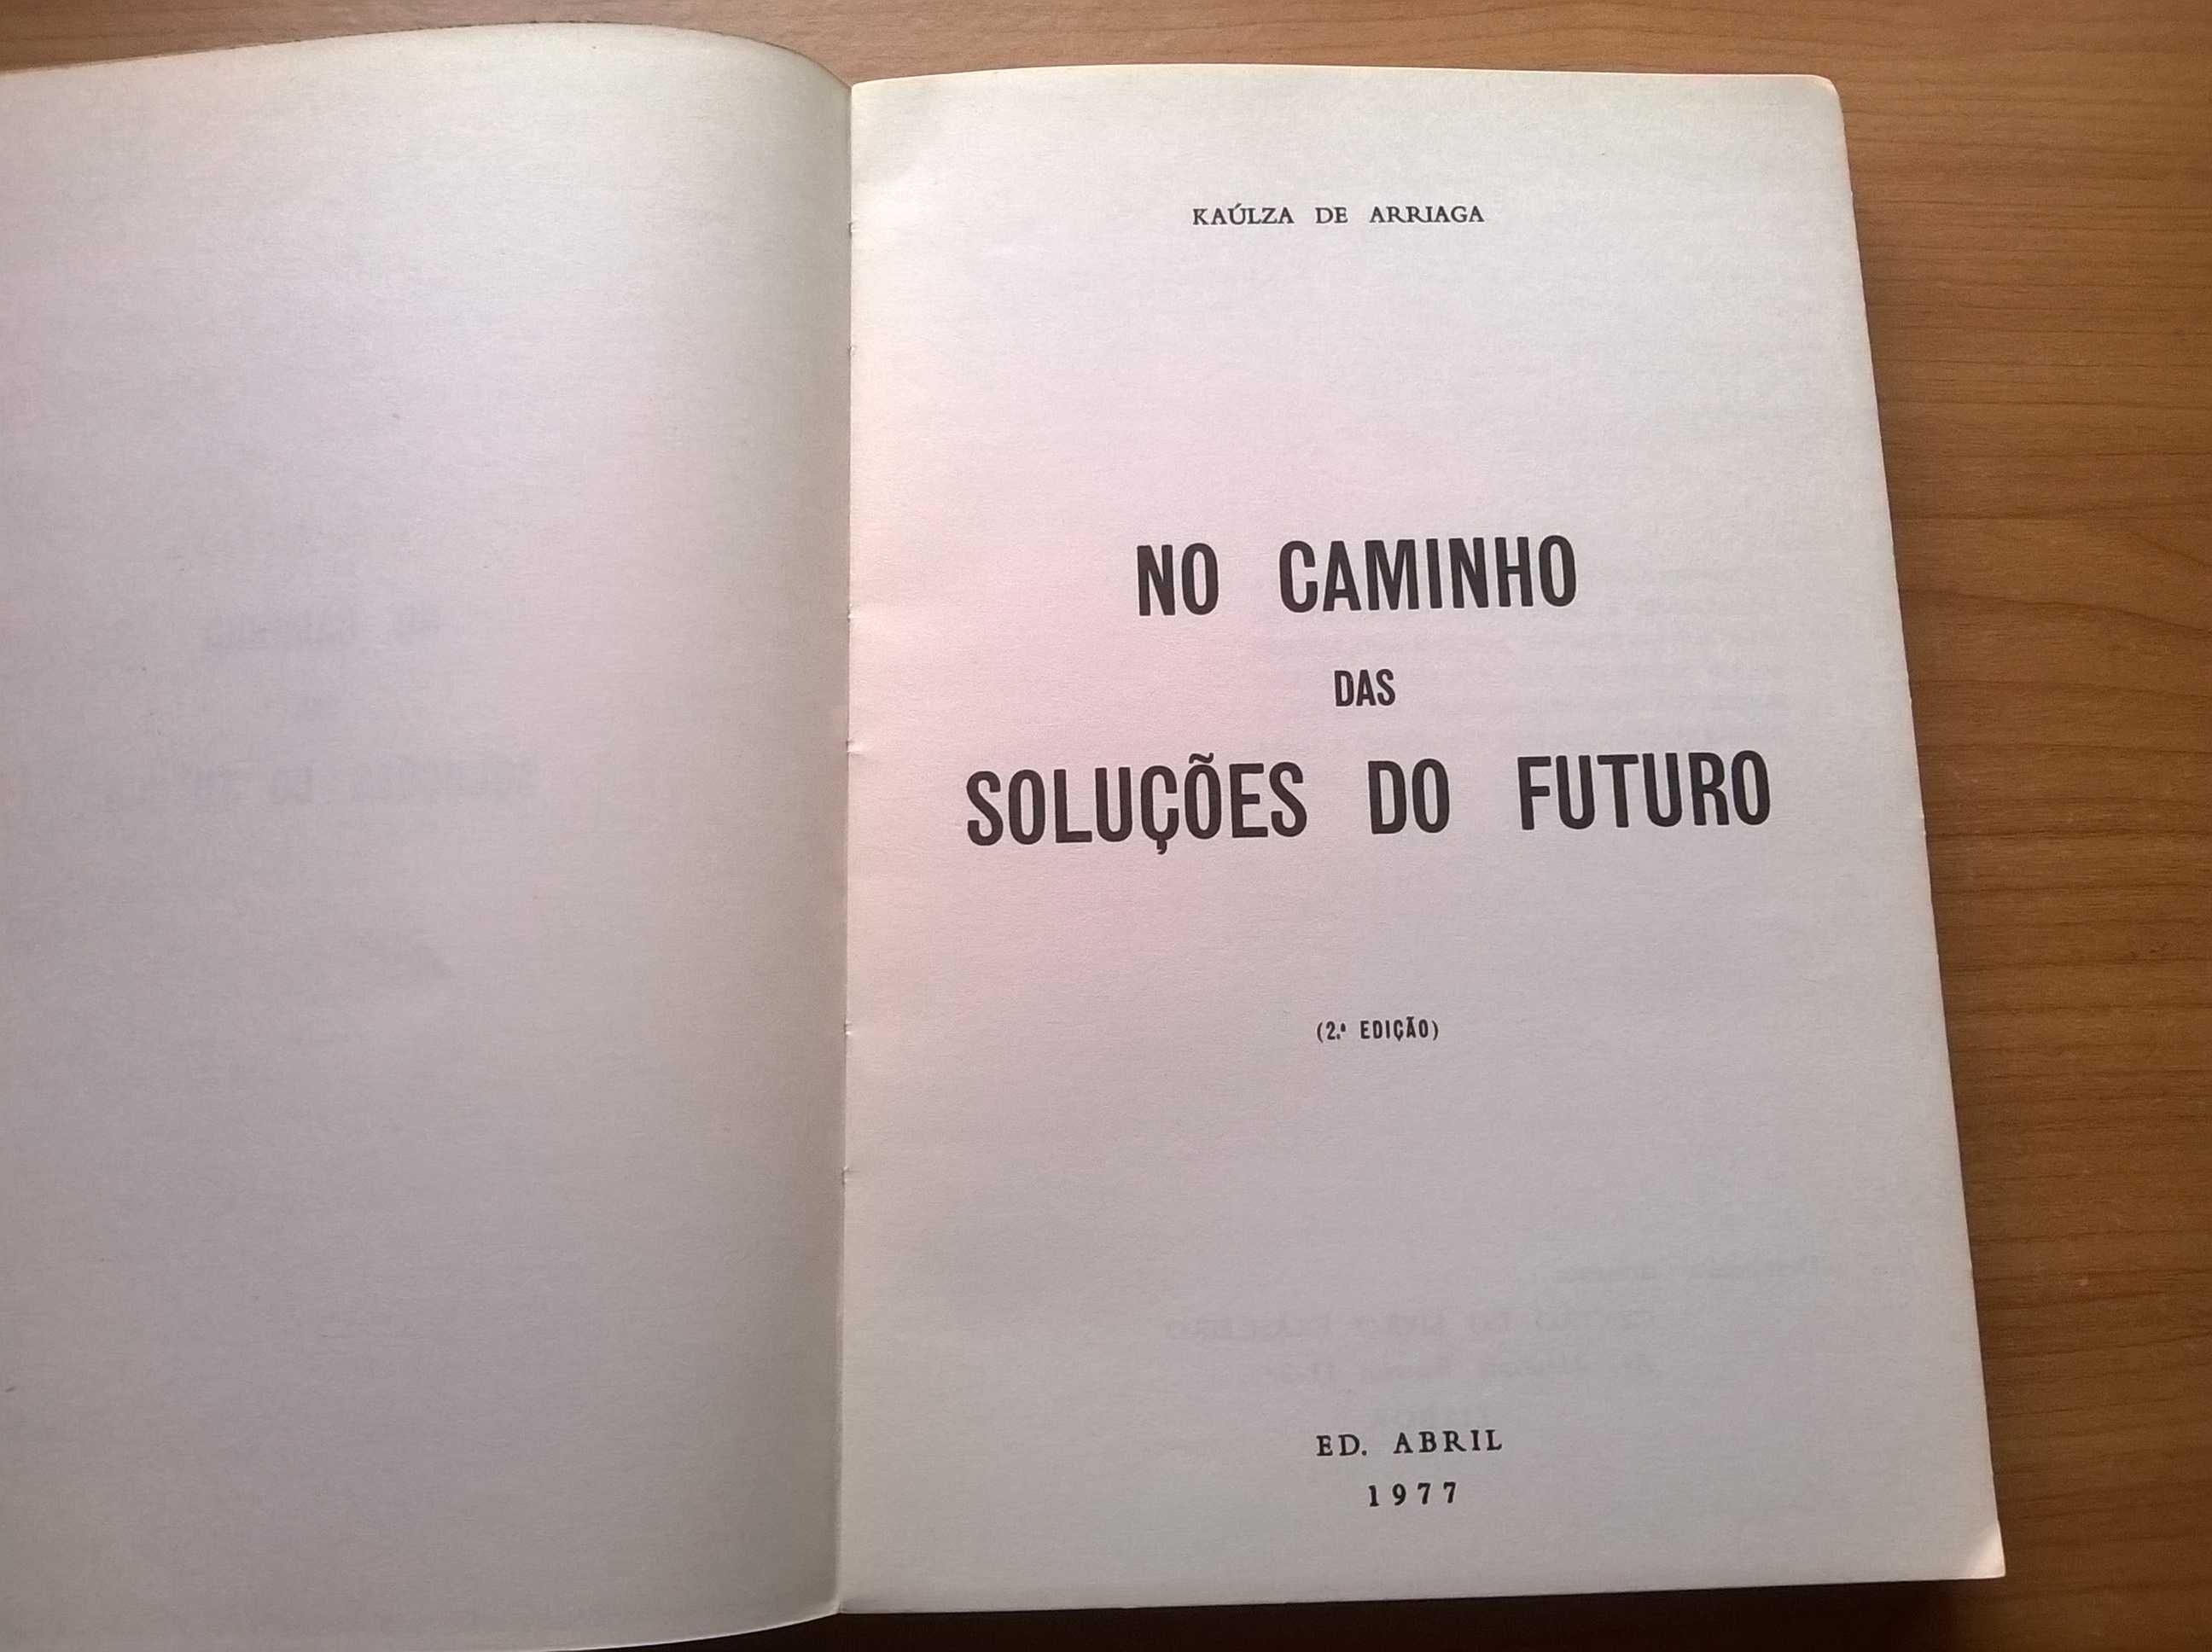 KAÚLZA DE ARRIAGA
NO CAMINHO
DAS
SOLUÇÕES DO FUTURO
(2.ª EDIÇÃO)
ED. ABRIL
1977